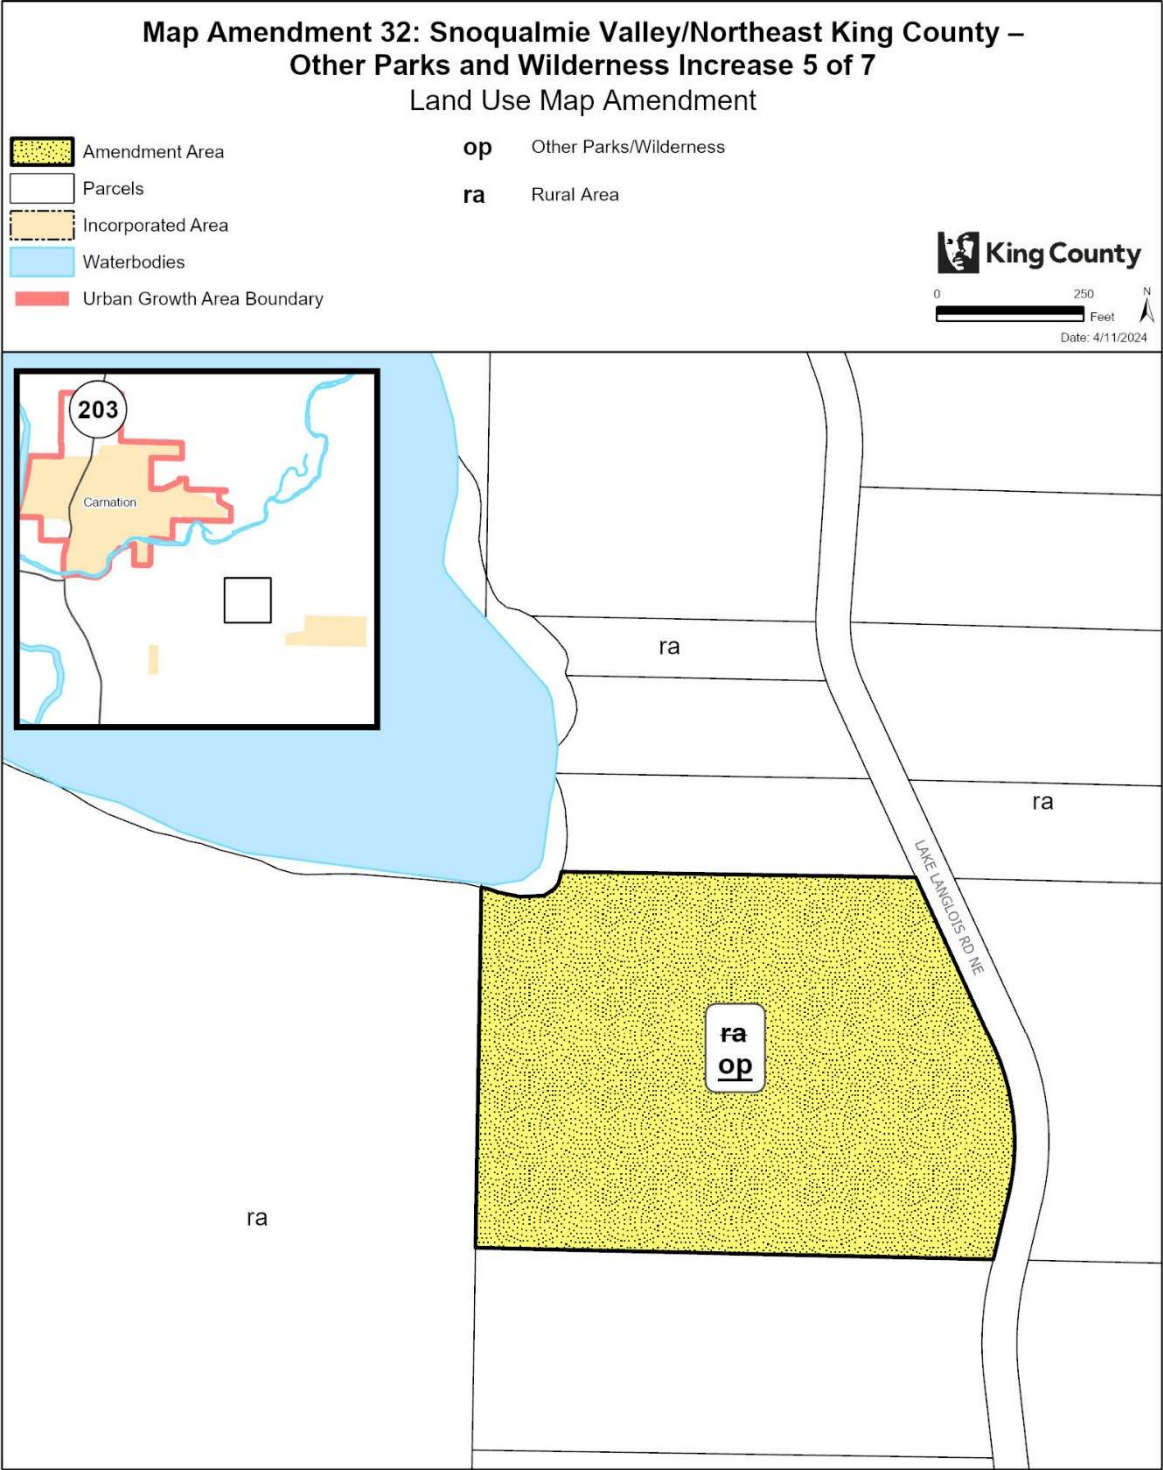 Map Amendment 32: Snoqualmie Valley/Northeast King County –
Other Parks and Wilderness Increase 5 of 7
Land Use Map Amendment
Amendment Area
Parcels
Incorporated Area
Waterbodies
Urban Growth Area Boundary
op Other Parks/Wilderness
ra Rural Area
King County
0 250
Feet
N
Date: 4/11/2024
203
Carnation
ra
ra
LAKE LANGLOIS RD NE
ra
op
ra